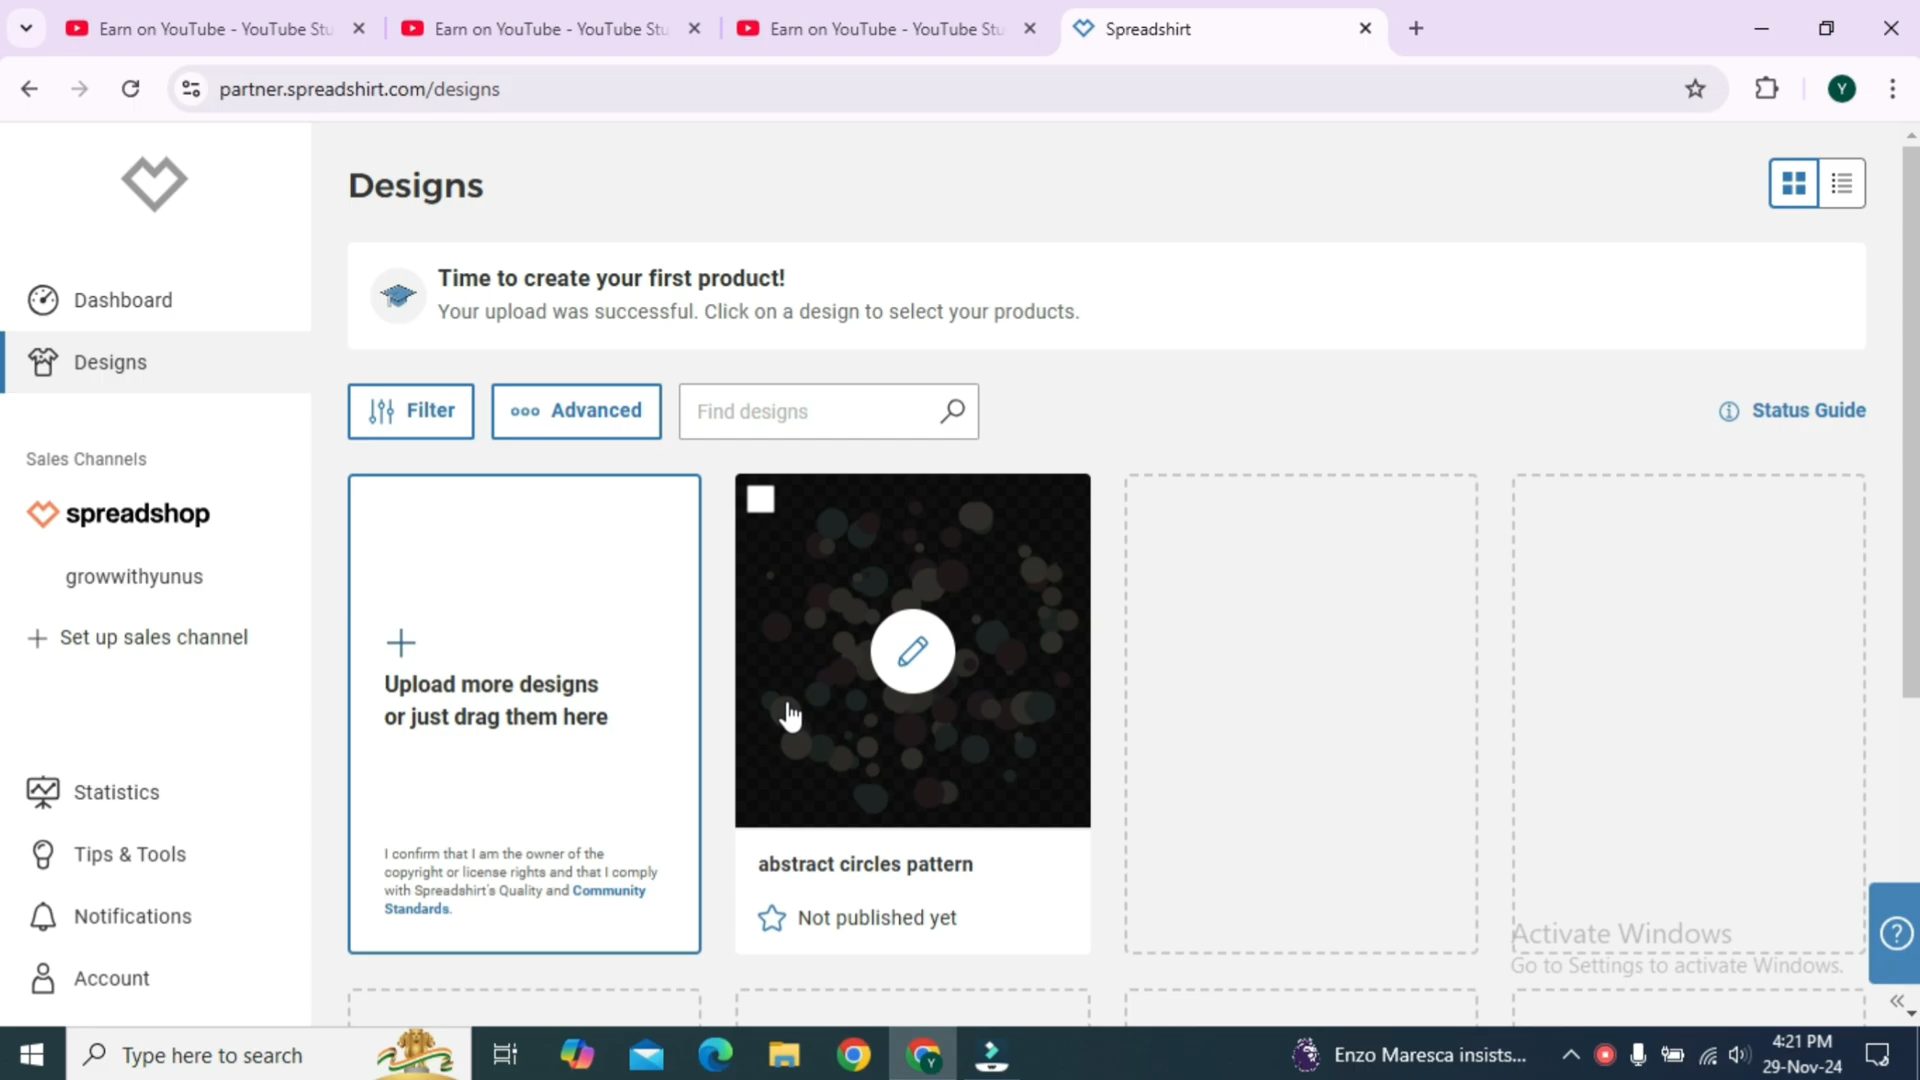 Earn on YouTube - YouTube Stu
Earn on YouTube - YouTube Stu
Earn on YouTube - YouTube Stu
Spreadshirt
partner.spreadshirt.com/designs
Y
Designs
Time to create your first product!
Your upload was successful. Click on a design to select your products.
Dashboard
Designs
Filter
Advanced
Find designs
Status Guide
Sales Channels
spreadshop
growwithyunus
Set up sales channel
Upload more designs
or just drag them here
I confirm that I am the owner of the
copyright or license rights and that I comply
with Spreadshirt's Quality and Community
Standards.
abstract circles pattern
Not published yet
Statistics
Tips & Tools
Notifications
Account
Activate Windows
Go to Settings to activate Windows.
Type here to search
Enzo Maresca insists...
4:21 PM
29-Nov-24